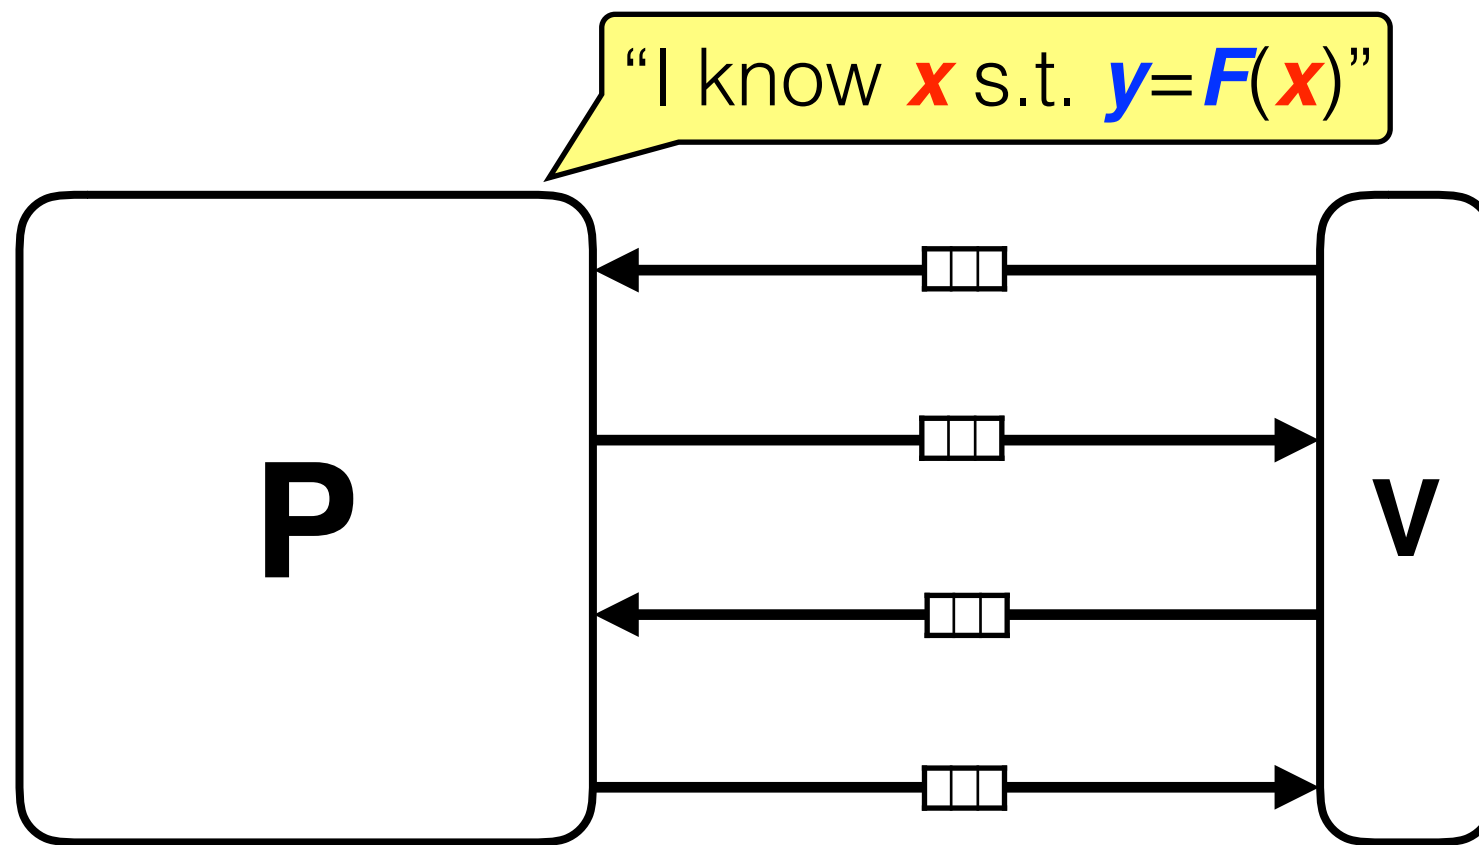 “I know x s.t. y=F(x)”
P
V